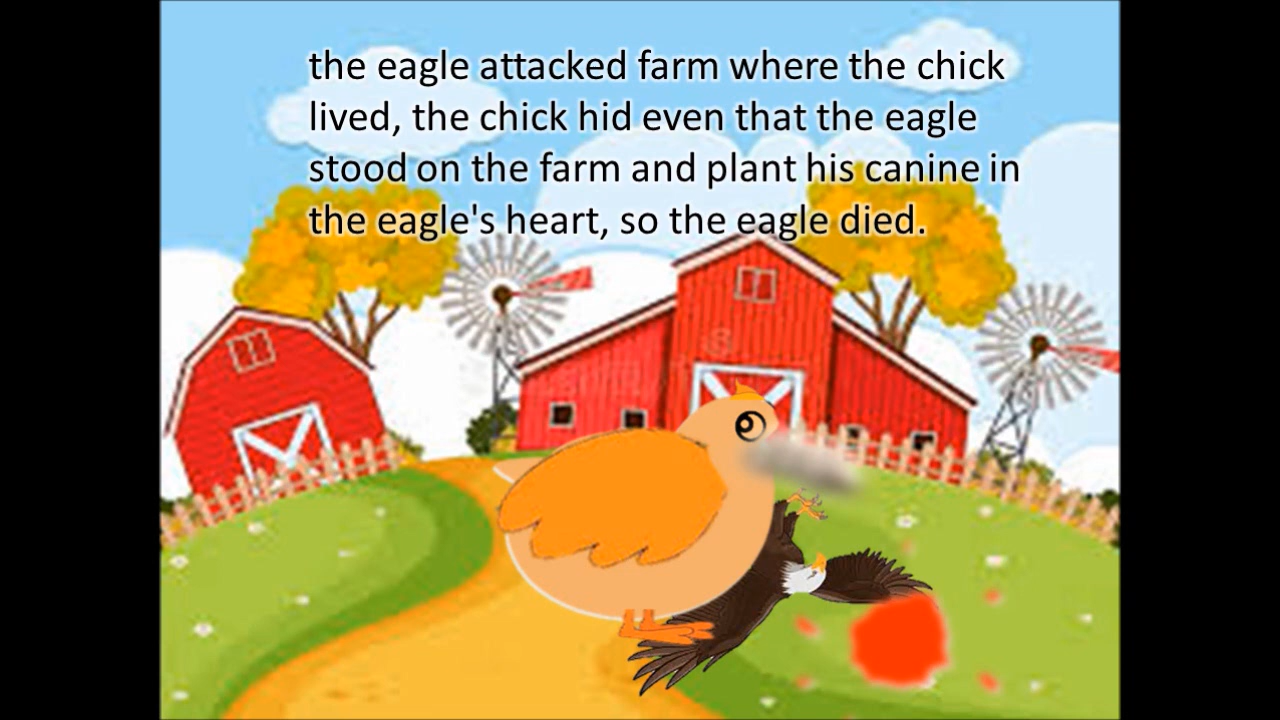 the eagle attacked farm where the chick
lived, the chick hid even that the eagle
stood on the farm and plant his canine in
the eagle's heart, so the eagle died.